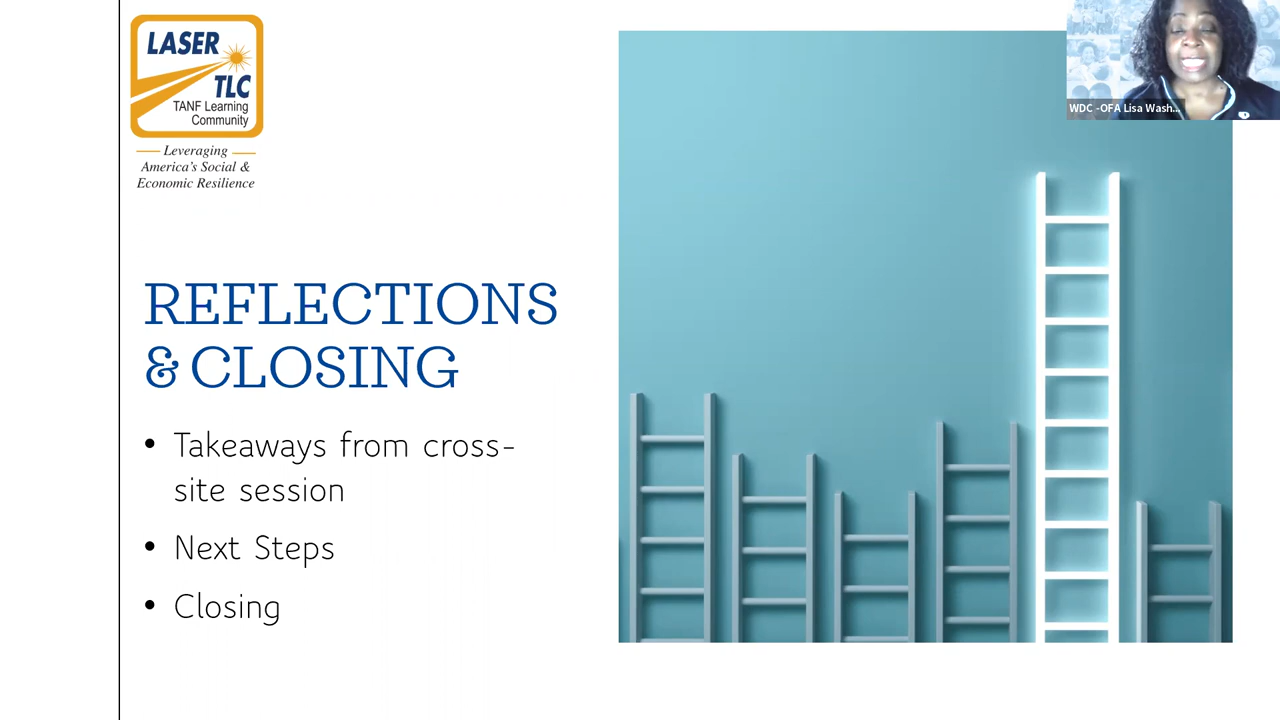 LASER
TLC
TANF Learning
Community
Leveraging
America's Social &
Economic Resilience
WDC -OFA Lisa Wash...
REFLECTIONS
& CLOSING
• Takeaways from cross-
site session
• Next Steps
• Closing